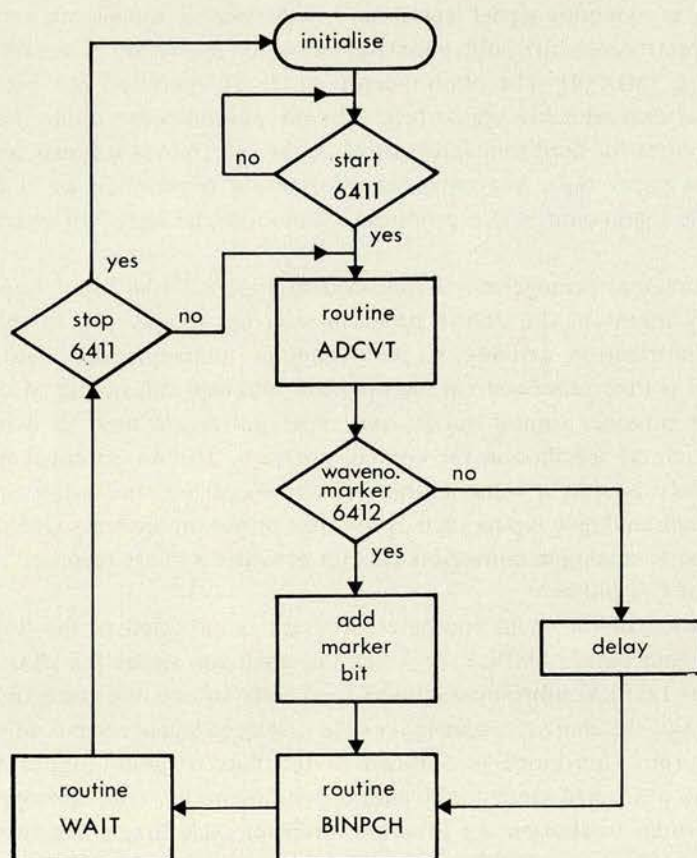 initialise
no
start
6411
yes
yes
stop
6411
no
routine
ADCVT
waveno.
marker
6412
no
yes
add
marker
bit
delay
routine
WAIT
routine
BINPCH